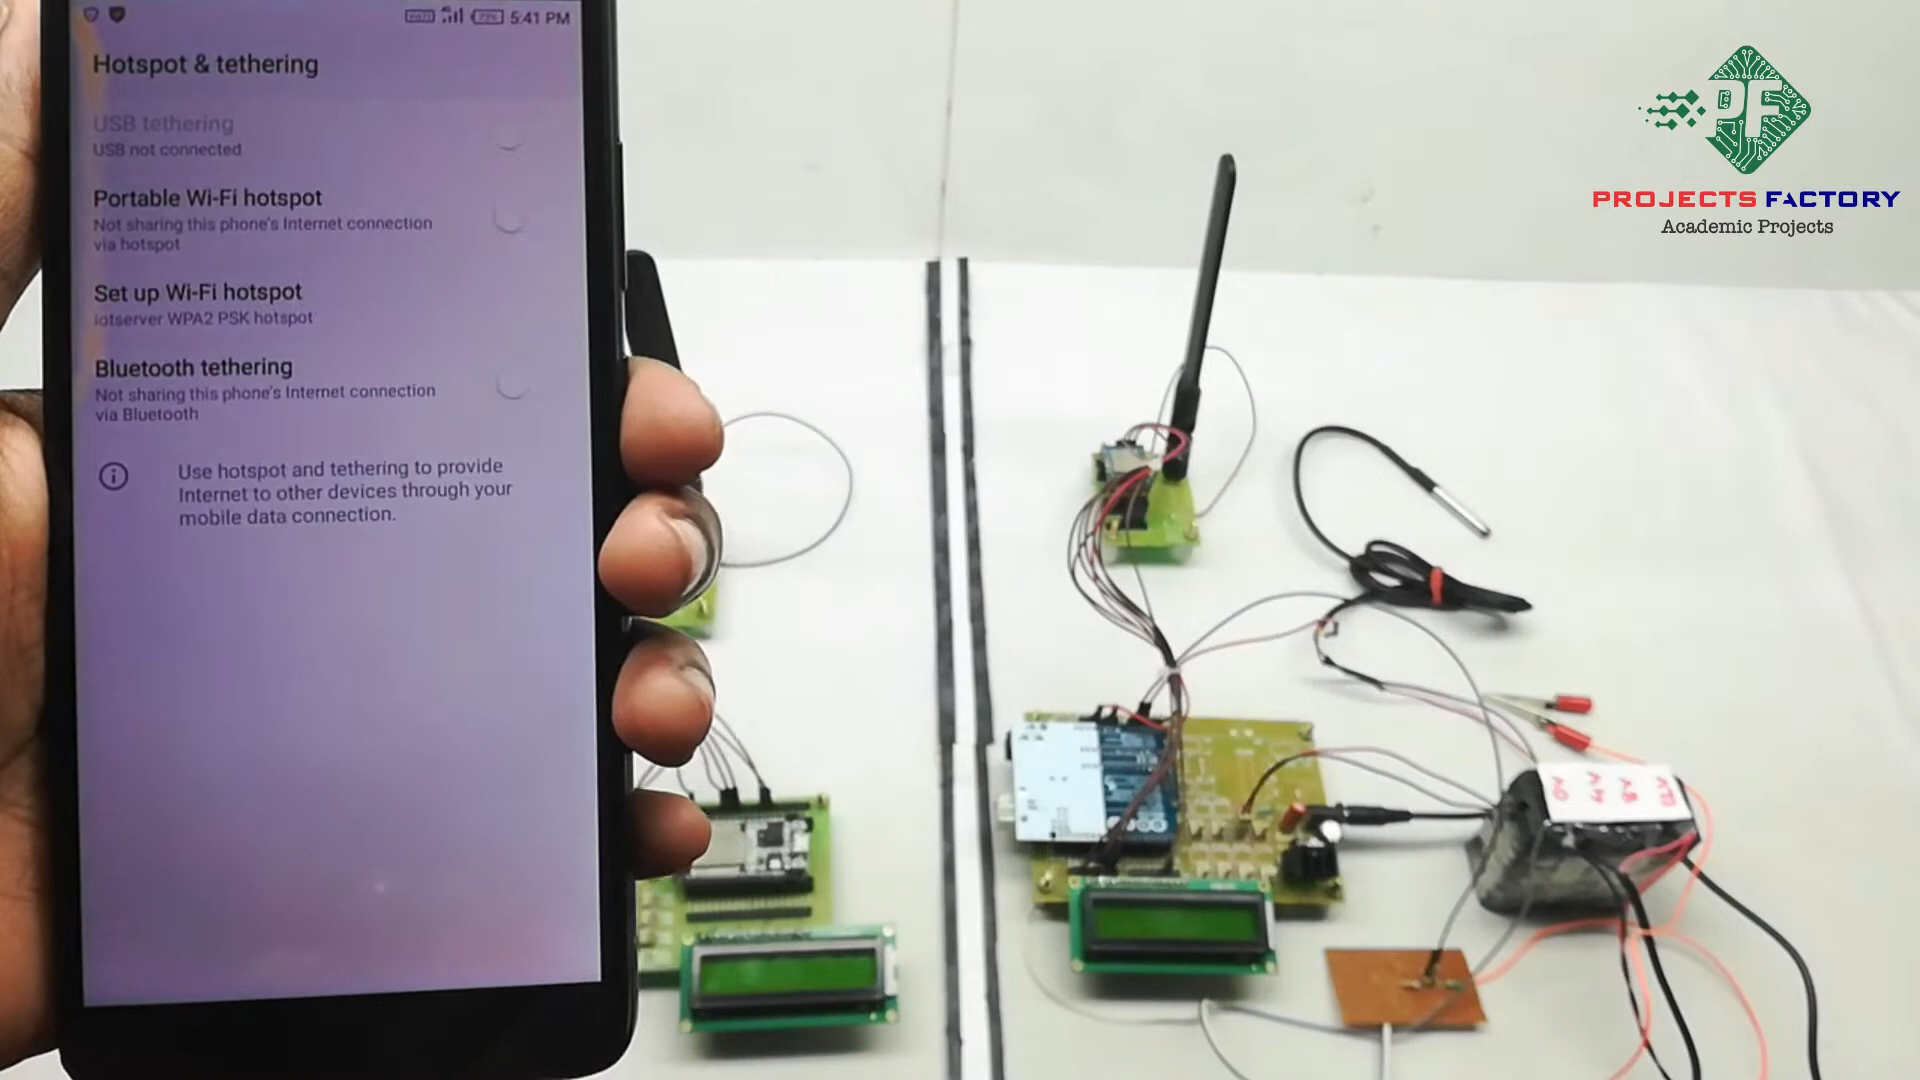 5:41 PM
Hotspot & tethering
USB tethering
USB not connected
Portable Wi-Fi hotspot
Not sharing this phone's Internet connection
via hotspot
Set up Wi-Fi hotspot
iotserver WPA2 PSK hotspot
Bluetooth tethering
Not sharing this phone's Internet connection
via Bluetooth
Use hotspot and tethering to provide
Internet to other devices through your
mobile data connection.
PF
PROJECTS FACTORY
Academic Projects